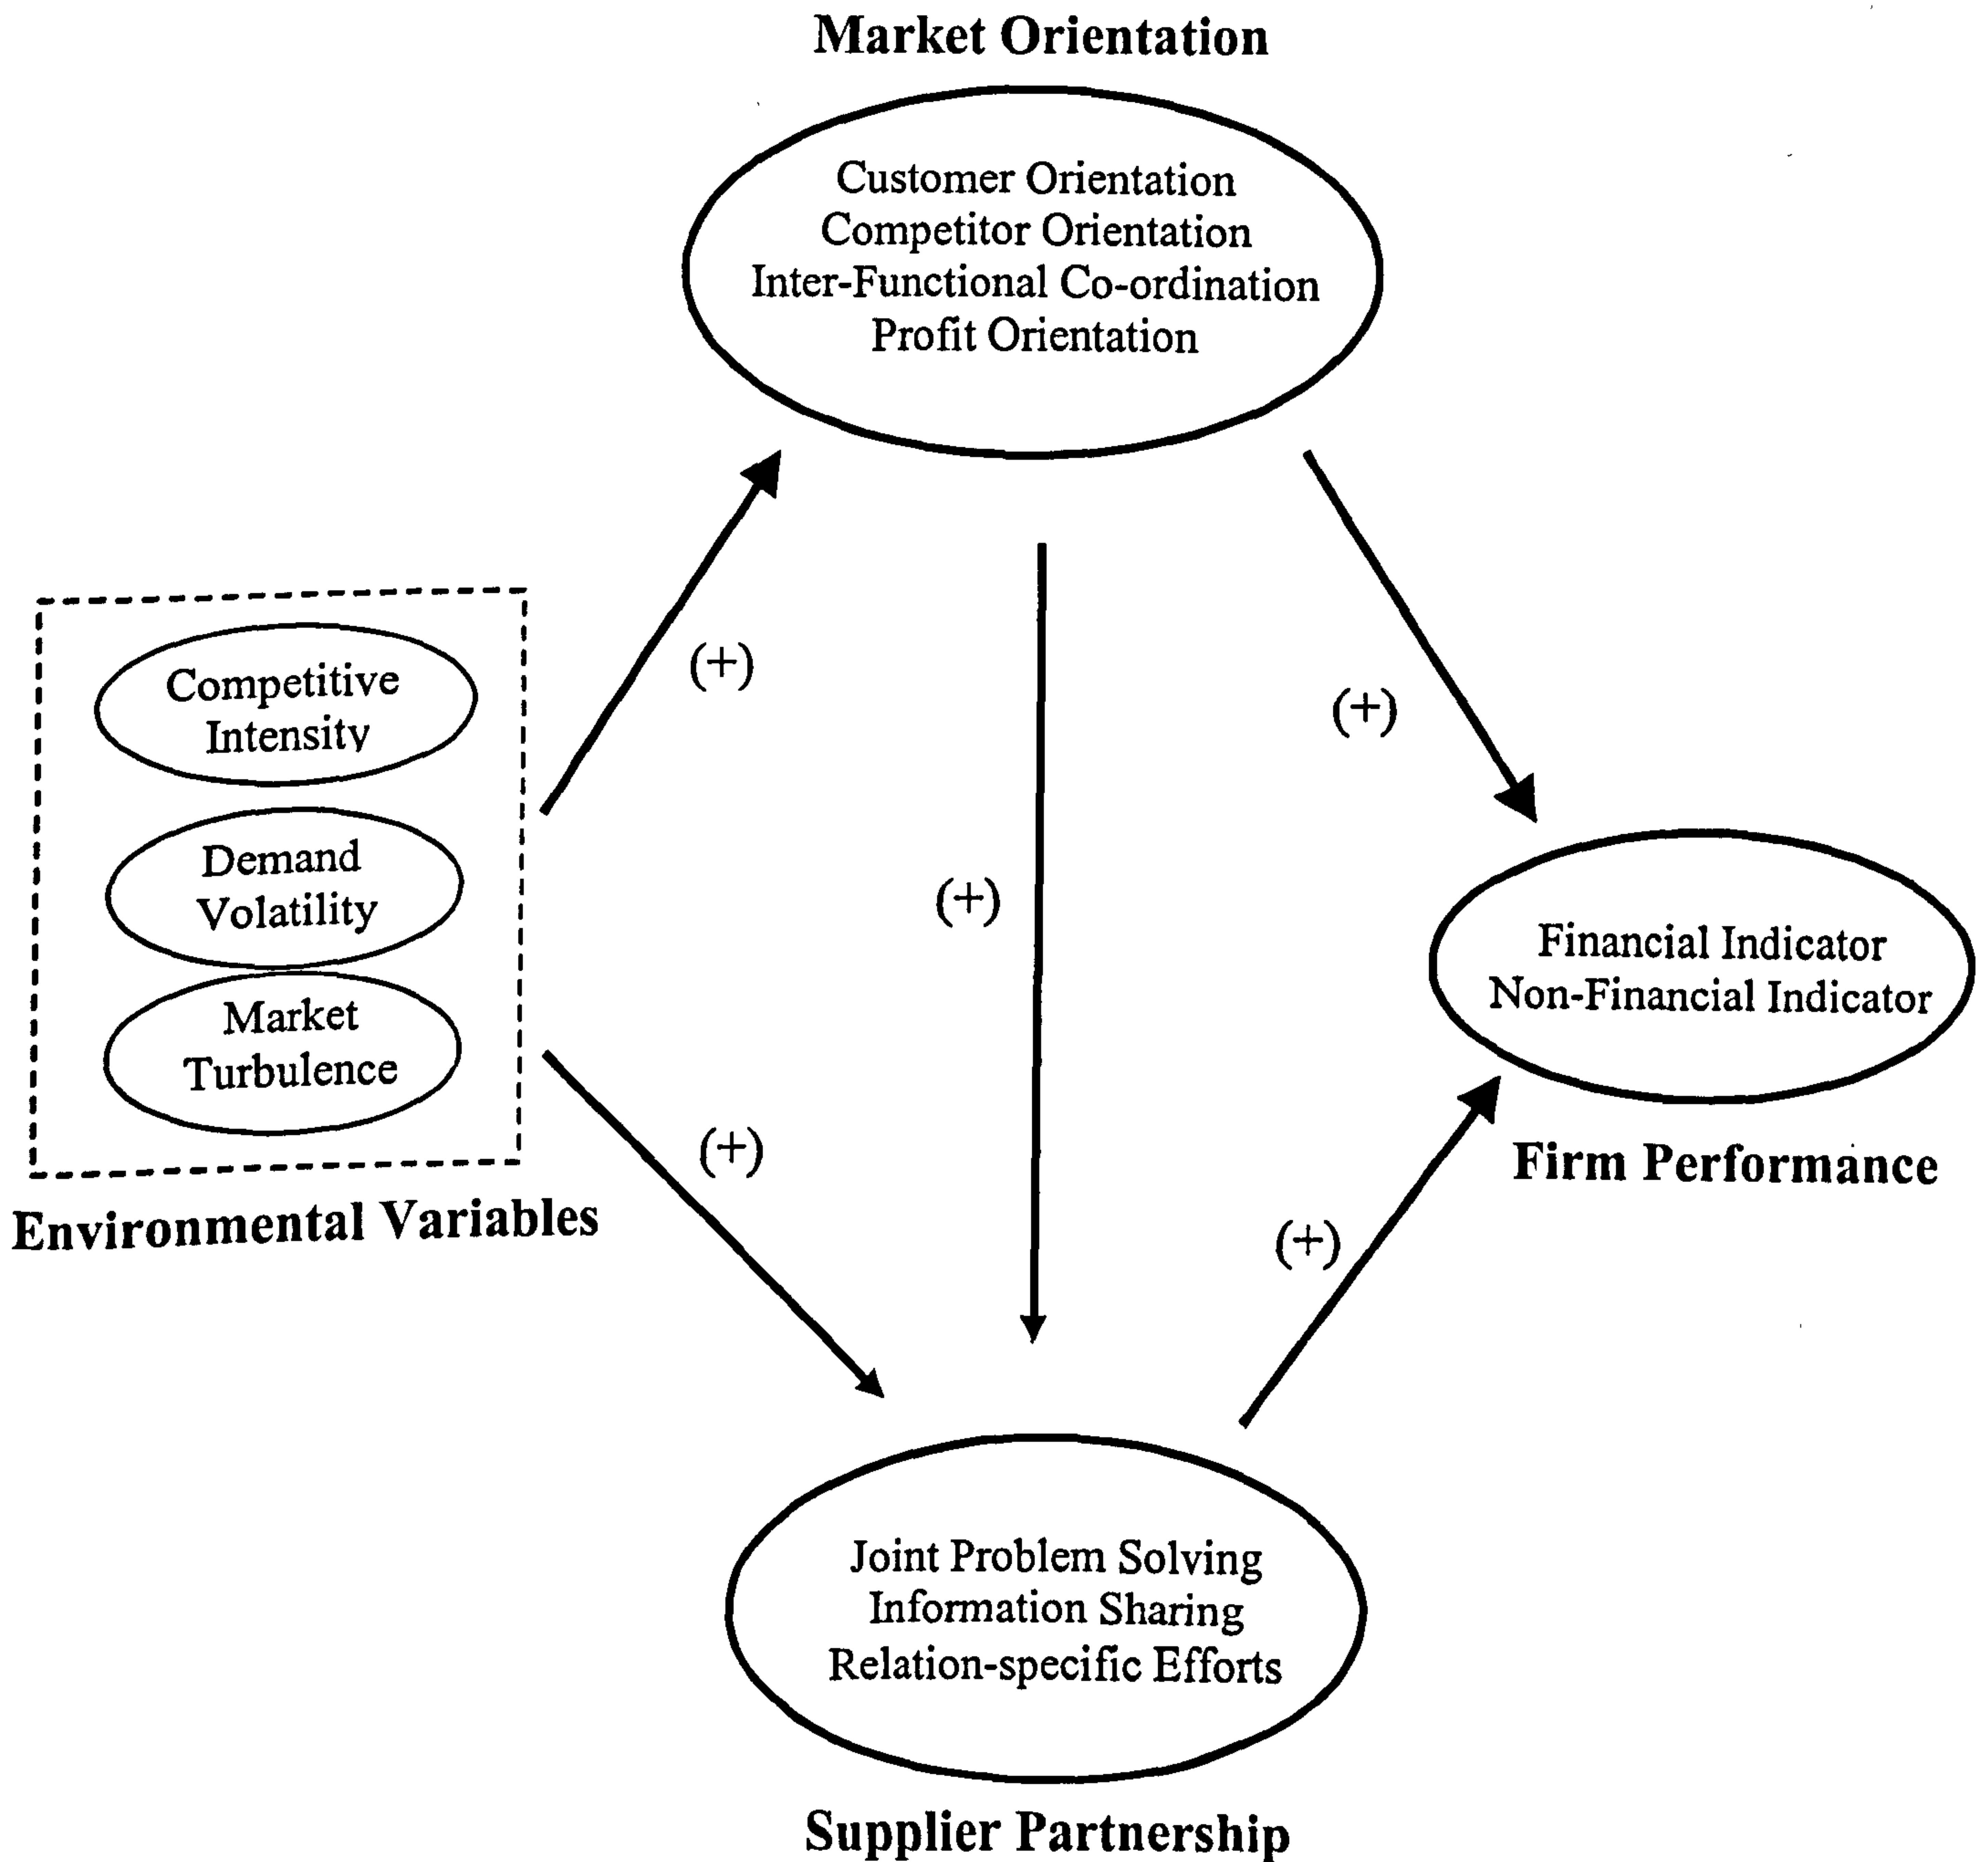 Market Orientation
Customer Orientation
Competitor Orientation
Inter-Functional Co-ordination
Profit Orientation
(+)
(+)
(+)
Competitive
Intensity
Demand
Volatility
Market
Turbulence
Environmental Variables
Financial Indicator
Non-Financial Indicator
Firm Performance
(+)
(+)
Joint Problem Solving
Information Sharing
Relation-specific Efforts
Supplier Partnership